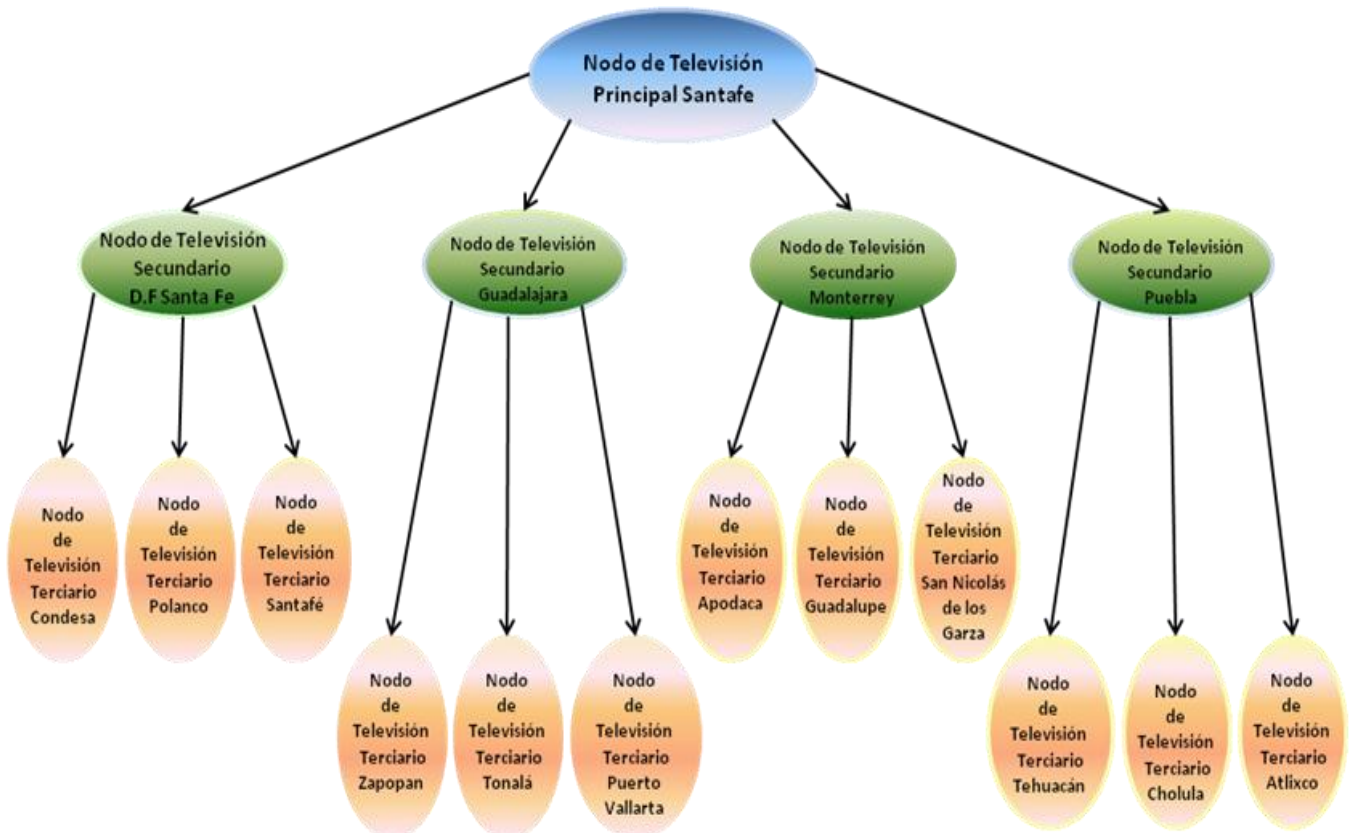 Nodo de Televisión
Principal Santafe
Nodo de Televisión
Secundario
D.F Santa Fe
Nodo de Televisión
Secundario
Guadalajara
Nodo de Televisión
Secundario
Monterrey
Nodo de Televisión
Secundario
Puebla
Nodo
de
Televisión
Terciario
Condesa
Nodo
de
Televisión
Terciario
Polanco
Nodo
de
Televisión
Terciario
Santafé
Nodo
de
Televisión
Terciario
Zapopan
Nodo
de
Televisión
Terciario
Tonalá
Nodo
de
Televisión
Terciario
Puerto
Vallarta
Nodo
de
Televisión
Terciario
Apodaca
Nodo
de
Televisión
Terciario
Guadalupe
Nodo
de
Televisión
Terciario
San Nicolás
de los
Garza
Nodo
de
Televisión
Terciario
Tehuacán
Nodo
de
Televisión
Terciario
Cholula
Nodo
de
Televisión
Terciario
Atlixco